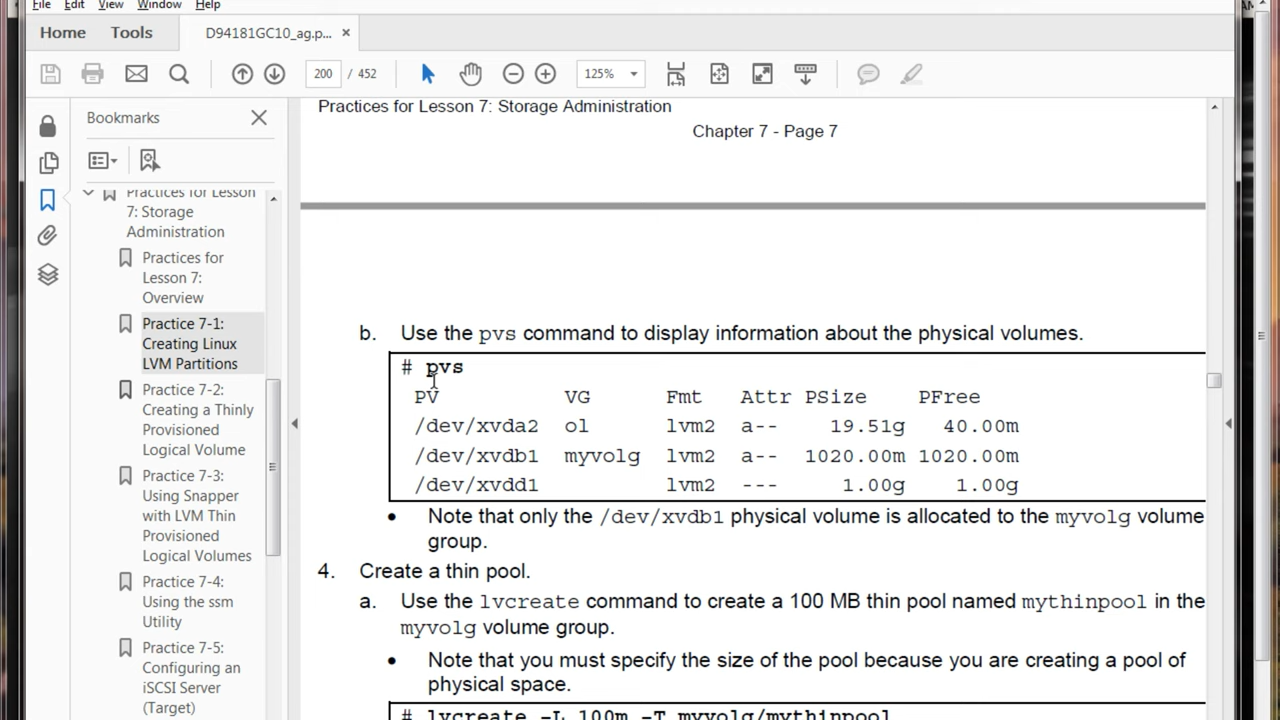 File Edit View Window Help
Home Tools D94181GC10_ag.p... ×
200 / 452 125%
Bookmarks
Practices for Lesson
7: Storage
Administration
Practices for
Lesson 7:
Overview
Practice 7-1:
Creating Linux
LVM Partitions
Practice 7-2:
Creating a Thinly
Provisioned
Logical Volume
Practice 7-3:
Using Snapper
with LVM Thin
Provisioned
Logical Volumes
Practice 7-4:
Using the ssm
Utility
Practice 7-5:
Configuring an
iSCSI Server
(Target)
Practices for Lesson 7: Storage Administration
Chapter 7 - Page 7
b. Use the pvs command to display information about the physical volumes.
# pvs
PV VG Fmt Attr PSize PFree
/dev/xvda2 ol lvm2 a-- 19.51g 40.00m
/dev/xvdb1 myvolg lvm2 a-- 1020.00m 1020.00m
/dev/xvdd1 lvm2 --- 1.00g 1.00g
• Note that only the /dev/xvdb1 physical volume is allocated to the myvolg volume
group.
4. Create a thin pool.
a. Use the lvcreate command to create a 100 MB thin pool named mythinpool in the
myvolg volume group.
• Note that you must specify the size of the pool because you are creating a pool of
physical space.
# lvcreate -L 100m -T myvolg/mythinpool